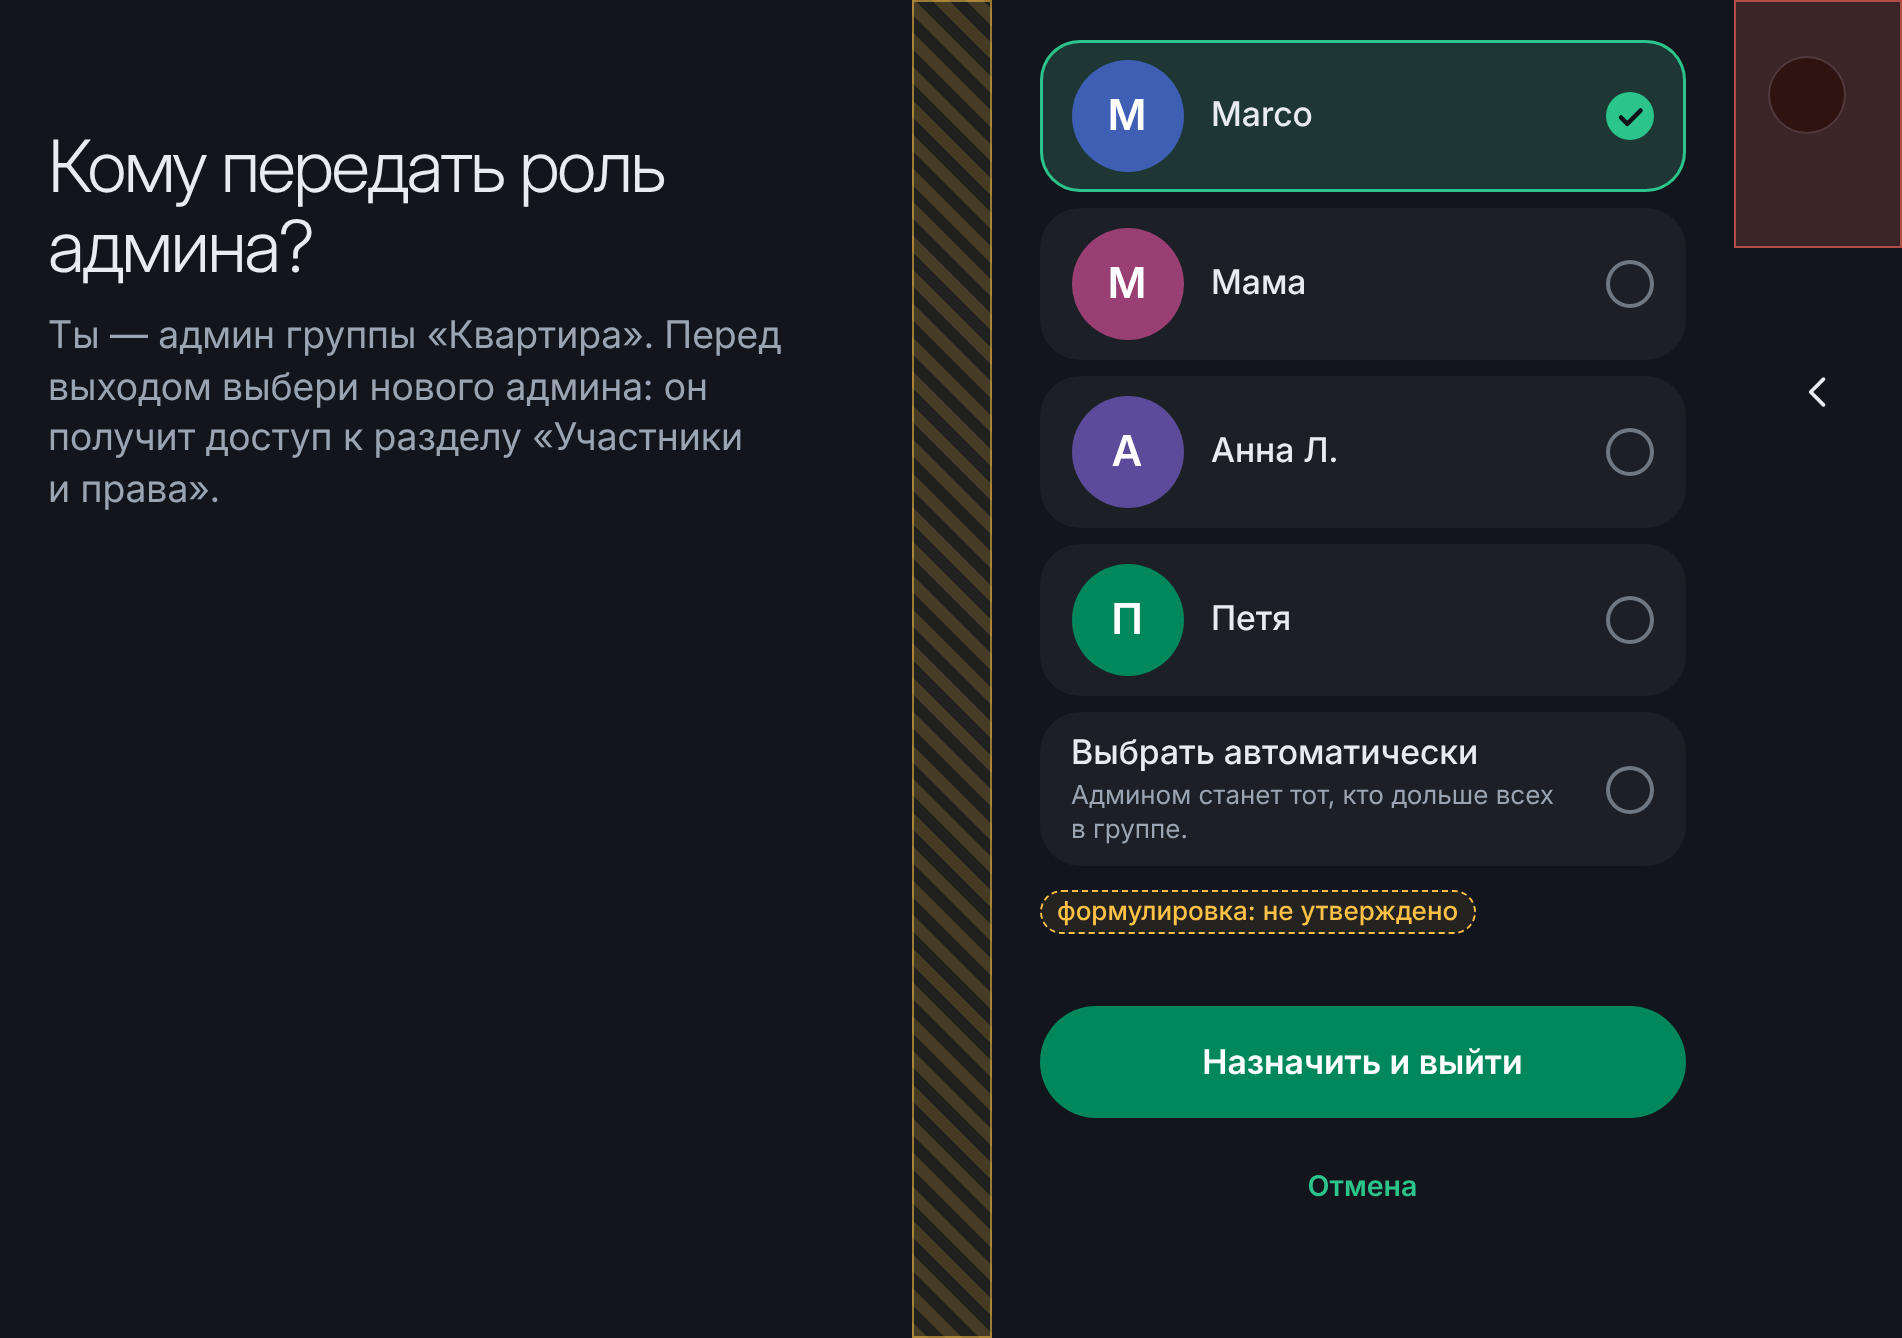 Кому передать роль
админа?
Ты — админ группы «Квартира». Перед
выходом выбери нового админа: он
получит доступ к разделу «Участники
и права».
М Marco
М Мама
А Анна Л.
П Петя
Выбрать автоматически
Админом станет тот, кто дольше всех
в группе.
формулировка: не утверждено
Назначить и выйти
Отмена